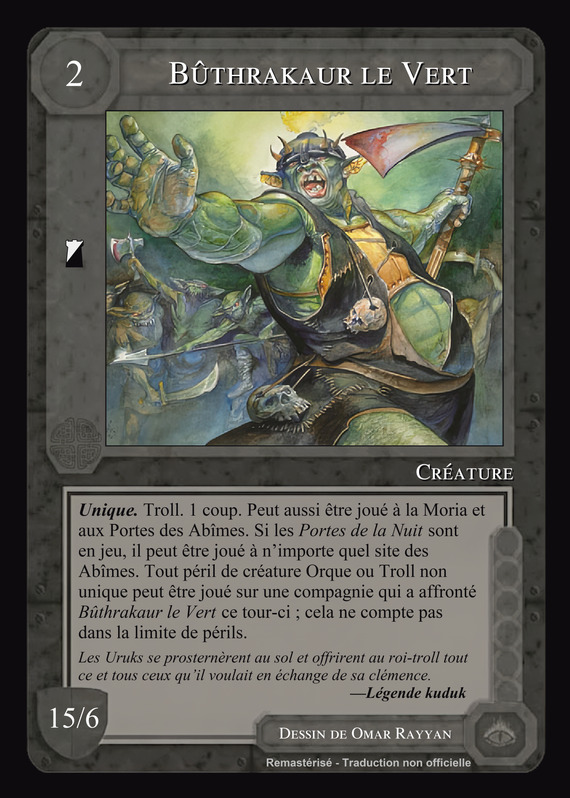 2
Bûthrakaur le Vert
Créature
Unique. Troll. 1 coup. Peut aussi être joué à la Moria et
aux Portes des Abîmes. Si les Portes de la Nuit sont
en jeu, il peut être joué à n’importe quel site des
Abîmes. Tout péril de créature Orque ou Troll non
unique peut être joué sur une compagnie qui a affronté
Bûthrakaur le Vert ce tour-ci ; cela ne compte pas
dans la limite de périls.
Les Uruks se prosternèrent au sol et offrirent au roi-troll tout
ce et tous ceux qu’il voulait en échange de sa clémence.
—Légende kuduk
15/6
Dessin de Omar Rayyan
Remastérisé - Traduction non officielle